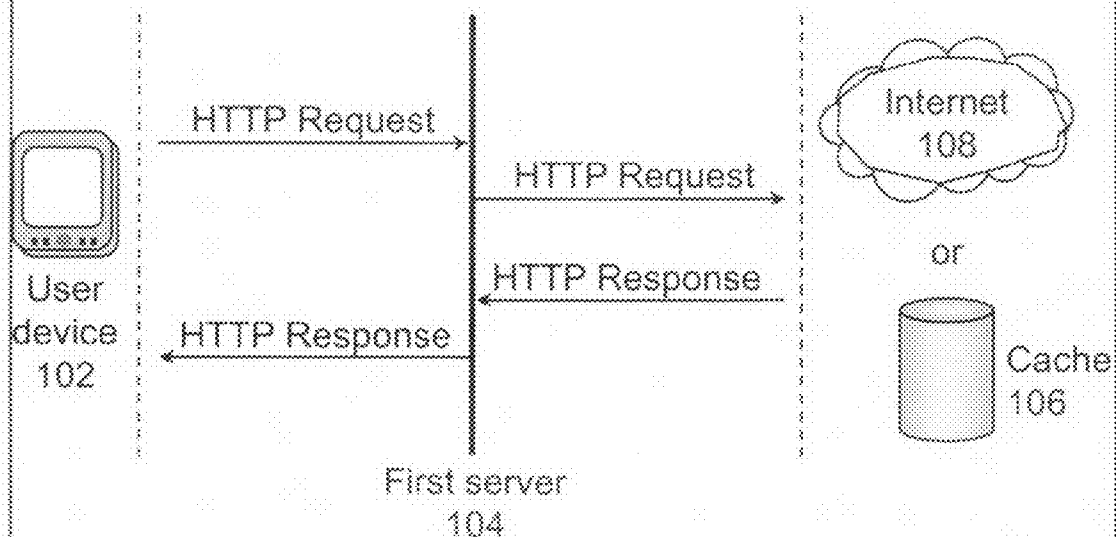 HTTP Request
Internet
108
HTTP Request
or
HTTP Response
User
device
102
HTTP Response
Cache
106
First server
104